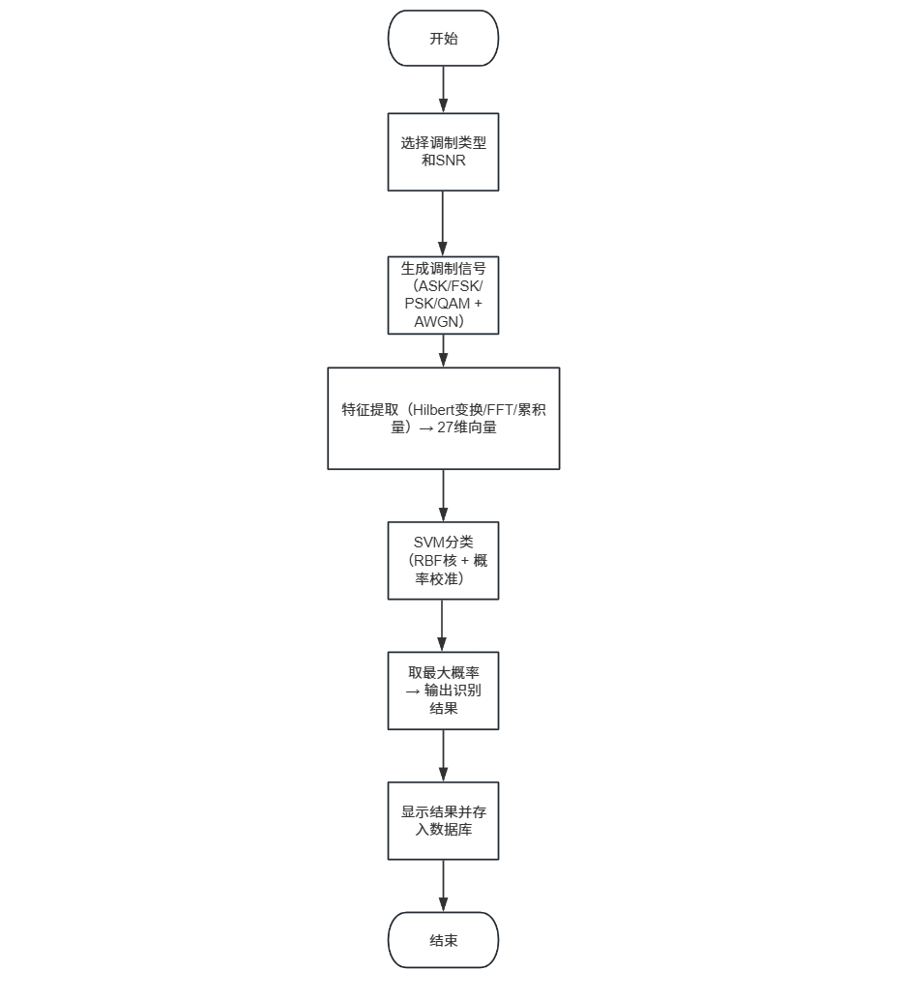 开始
选择调制类型
和SNR
生成调制信号
（ASK/FSK/
PSK/QAM +
AWGN）
特征提取（Hilbert变换/FFT/累积
量）→ 27维向量
SVM分类
（RBF核 + 概
率校准）
取最大概率
→ 输出识别
结果
显示结果并存
入数据库
结束